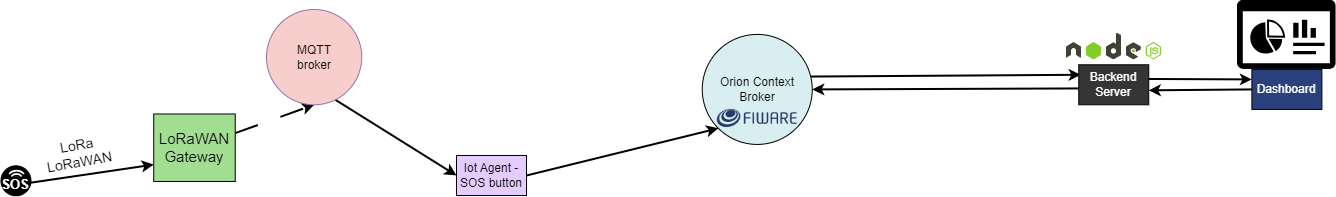 SOS
LoRa
LoRaWAN
LoRaWAN
Gateway
MQTT
broker
Iot Agent -
SOS button
Orion Context
Broker
FIWARE
node
JS
Backend
Server
Dashboard